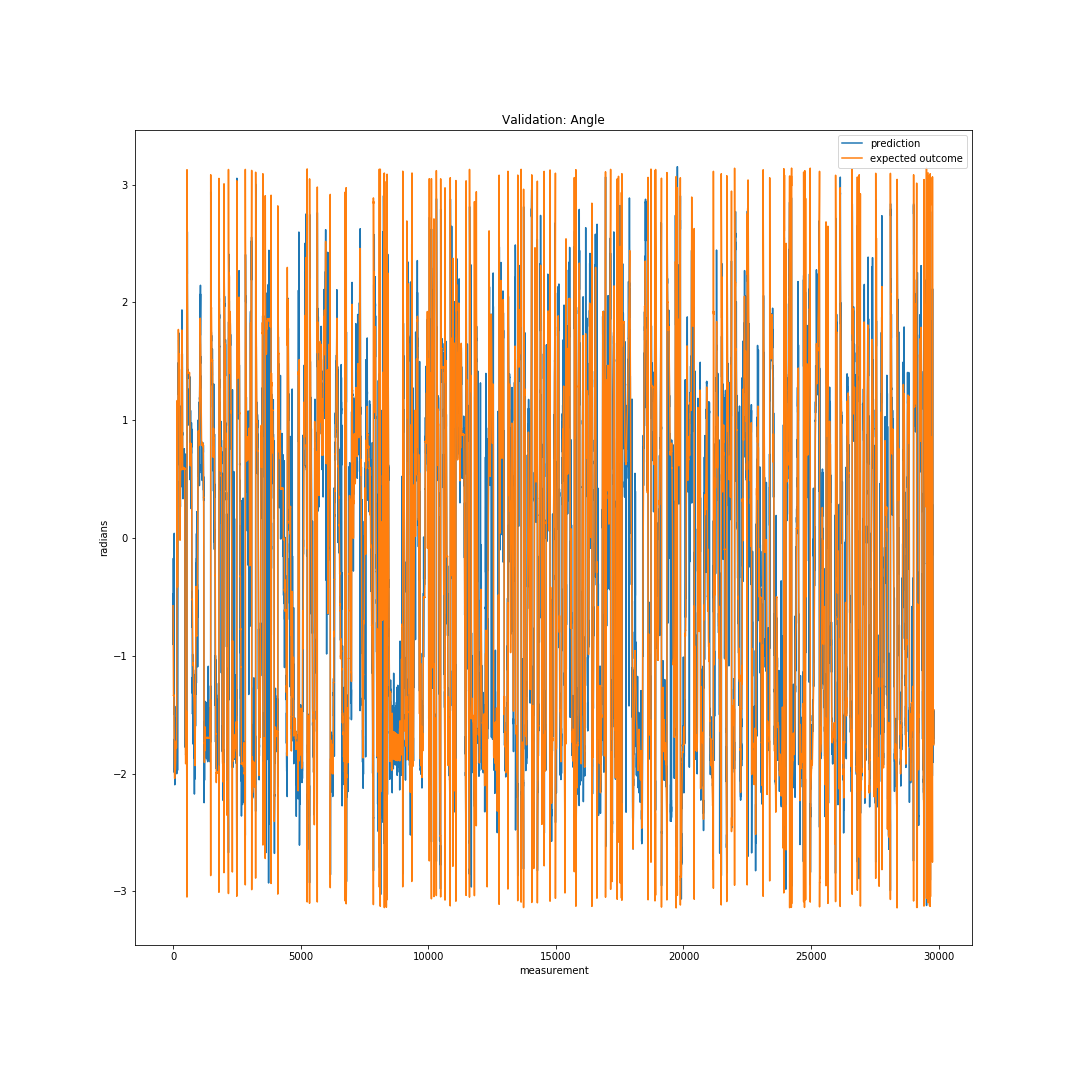 Validation: Angle
prediction
expected outcome
radians
3
2
1
0
−1
−2
−3
0 5000 10000 15000 20000 25000 30000
measurement